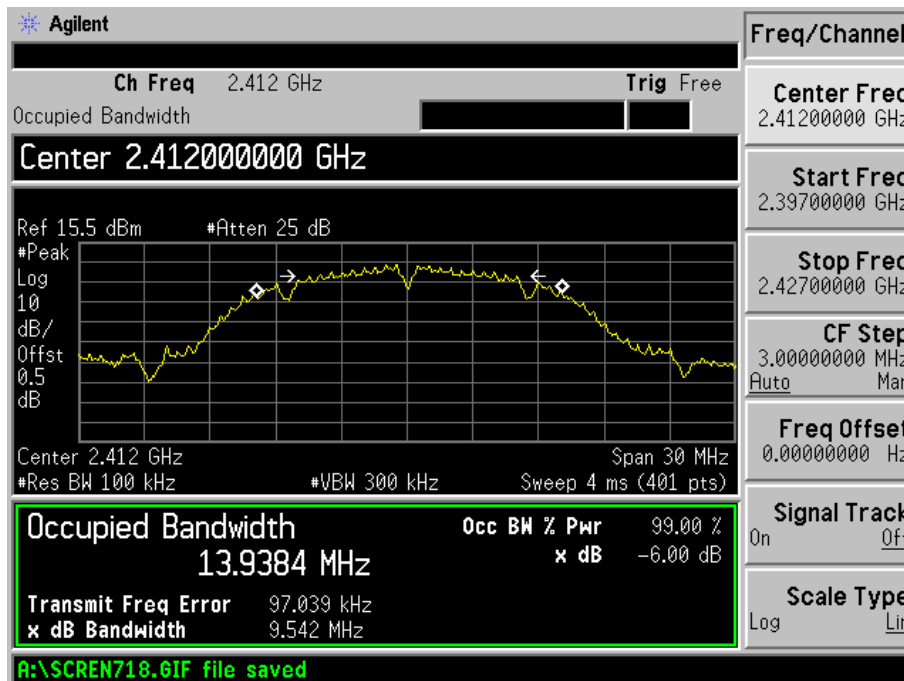 Agilent
Freq/Channel
Ch Freq 2.412 GHz Trig Free
Occupied Bandwidth
Center 2.412000000 GHz
Ref 15.5 dBm #Atten 25 dB
#Peak
Log
10
dB/
Offst
0.5
dB
Center 2.412 GHz Span 30 MHz
#Res BW 100 kHz #VBW 300 kHz Sweep 4 ms (401 pts)
Occupied Bandwidth
13.9384 MHz
Occ BW % Pwr 99.00 %
x dB -6.00 dB
Transmit Freq Error 97.039 kHz
x dB Bandwidth 9.542 MHz
A:\SCREN718.GIF file saved
Center Freq
2.41200000 GHz
Start Freq
2.39700000 GHz
Stop Freq
2.42700000 GHz
CF Step
3.00000000 MHz
Auto Man
Freq Offset
0.00000000 Hz
Signal Track
On Off
Scale Type
Log Lin